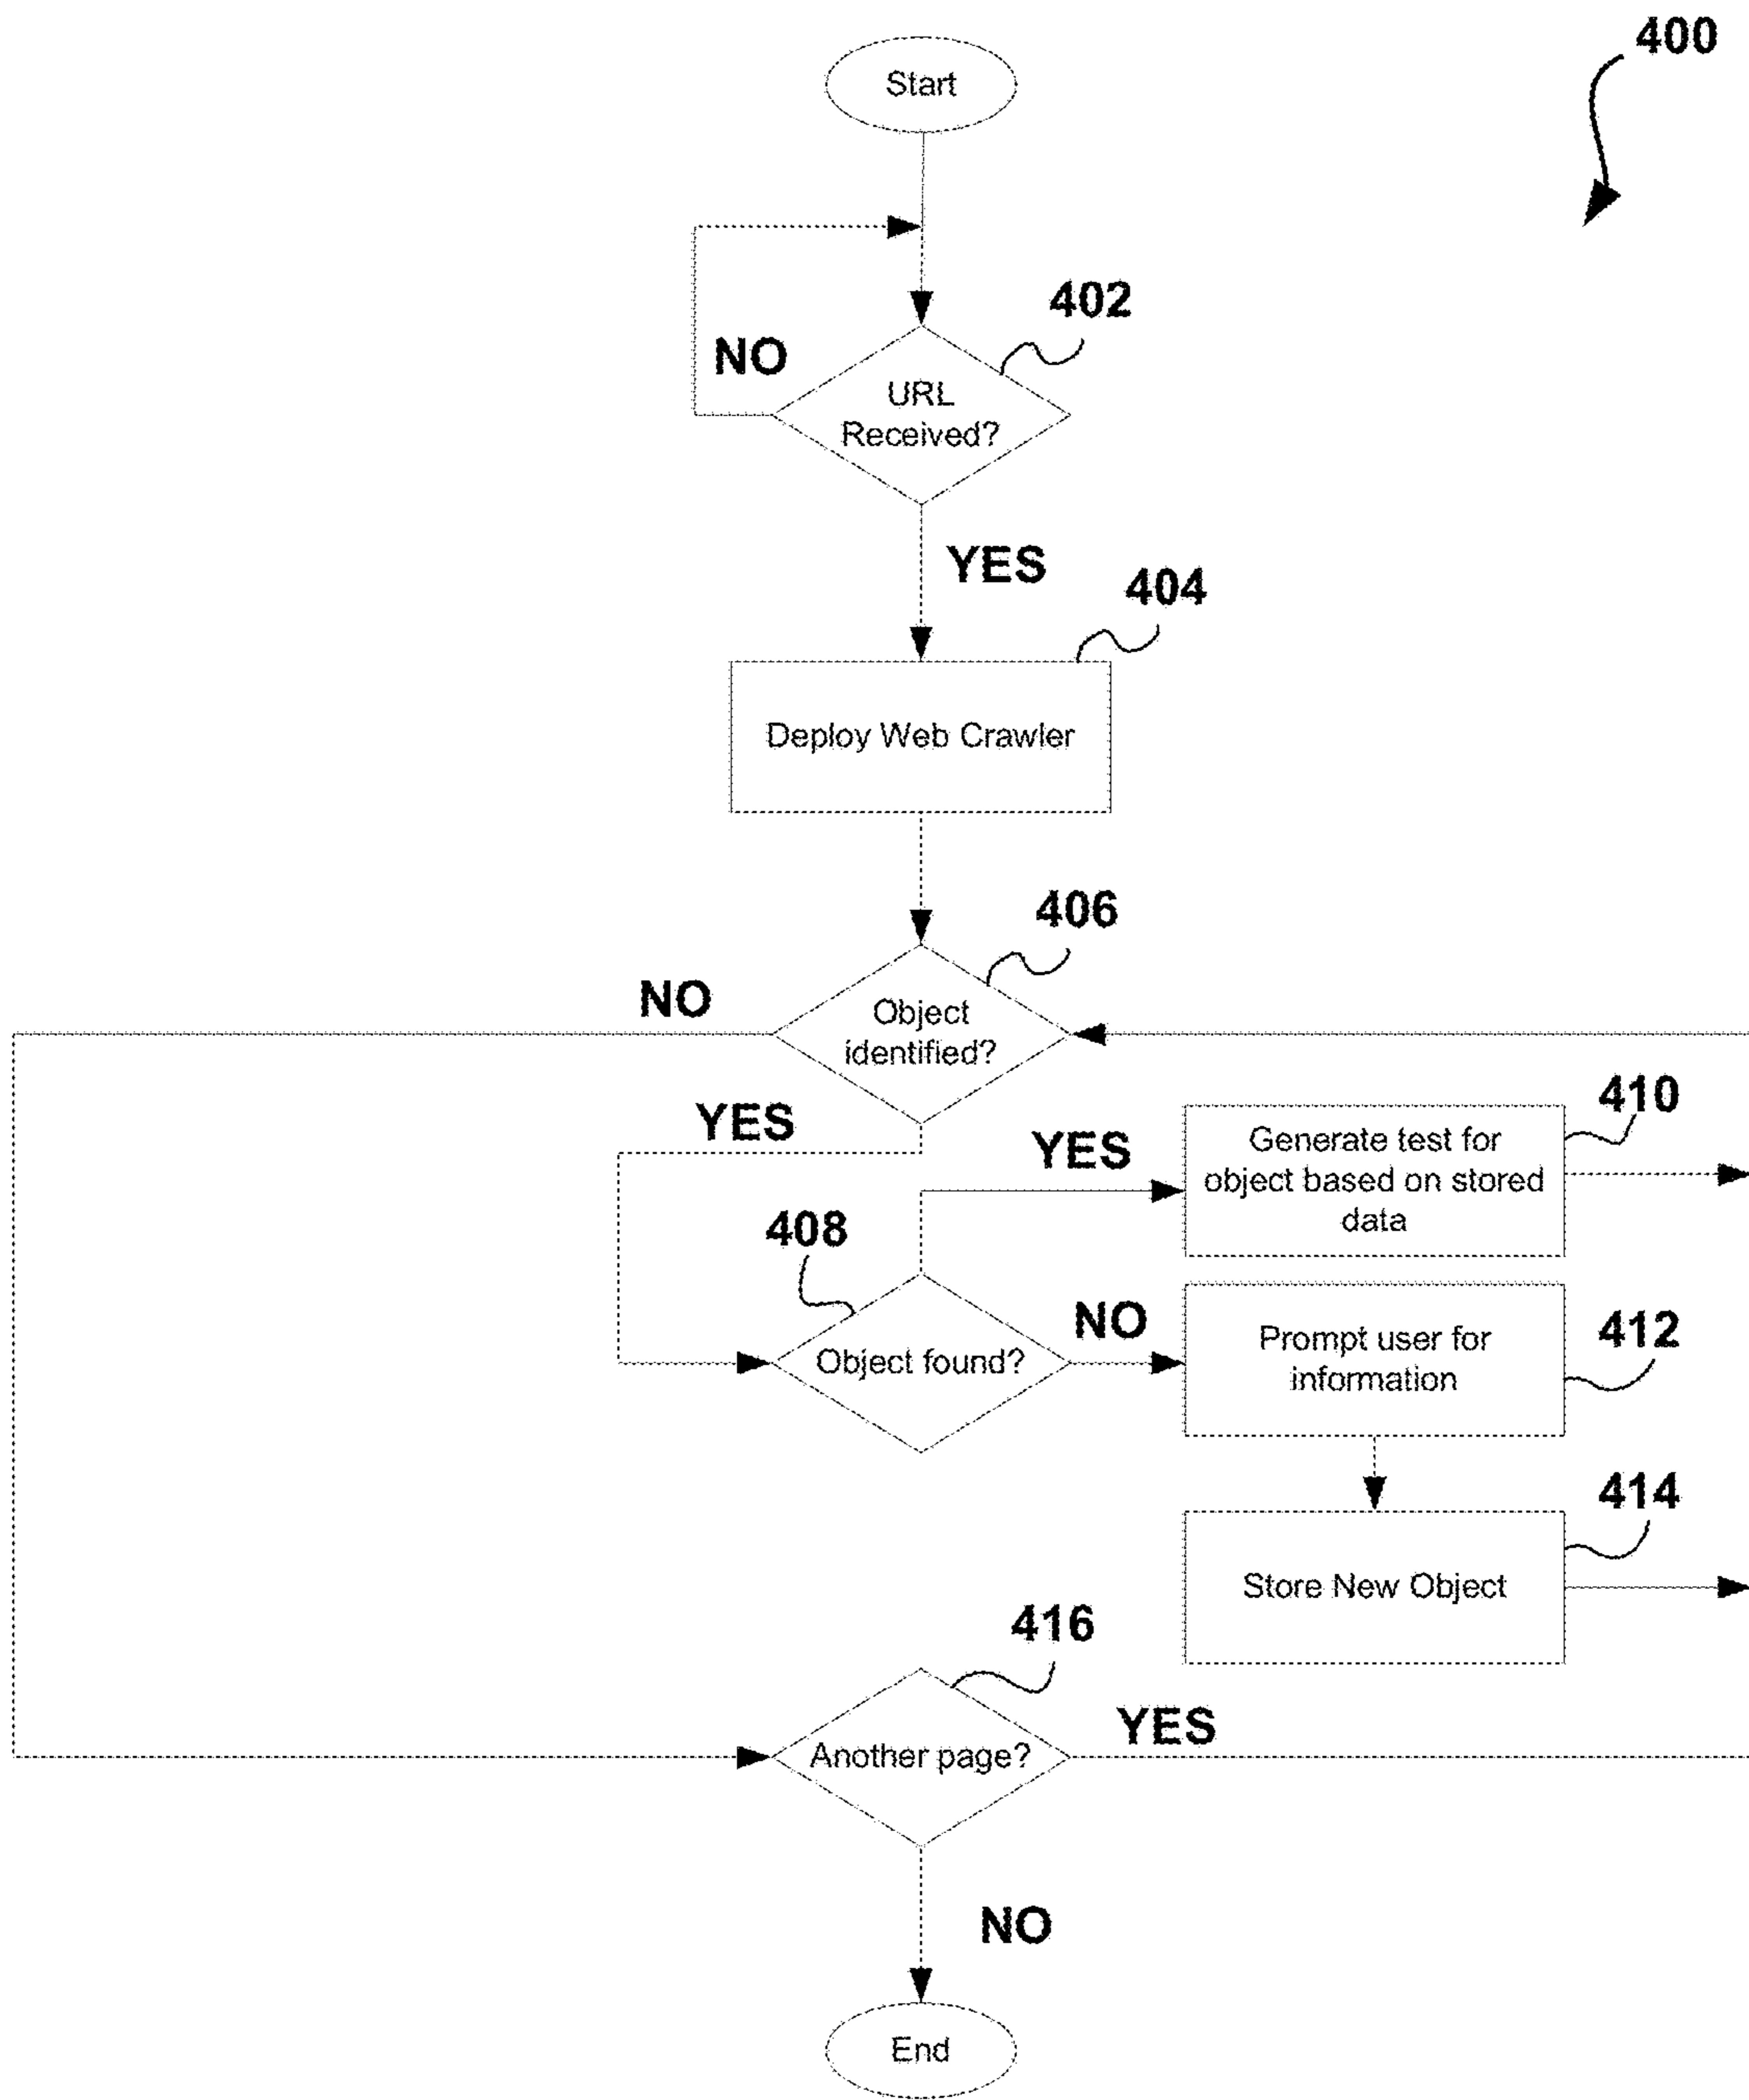 400
Start
402
NO
URL
Received?
YES
404
Deploy Web Crawler
406
NO
Object
identified?
YES
410
YES
Generate test for
object based on stored
data
408
NO
Object found?
412
Prompt user for
information
414
Store New Object
416
YES
Another page?
NO
End